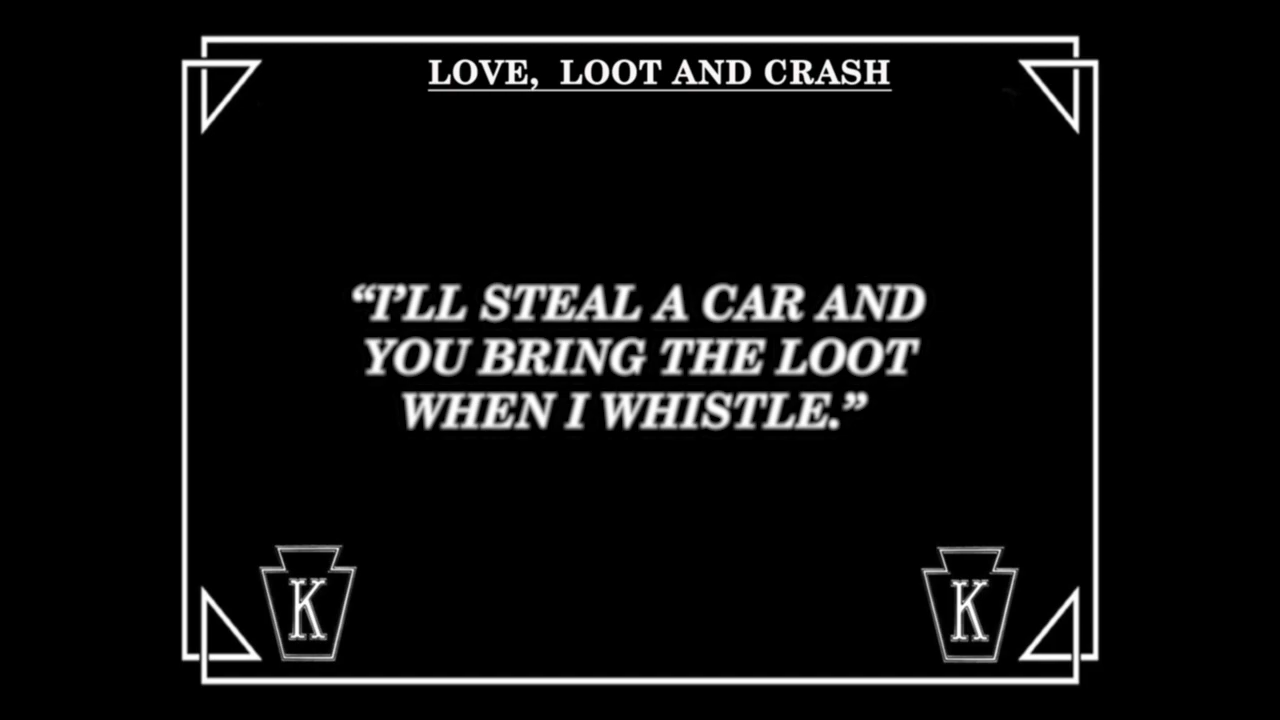 LOVE, LOOT AND CRASH
“I’LL STEAL A CAR AND
YOU BRING THE LOOT
WHEN I WHISTLE.”
K K